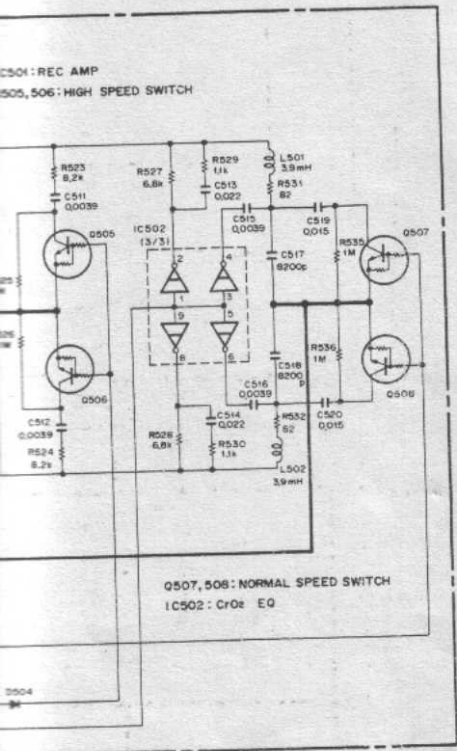 C501: REC AMP
505, 506: HIGH SPEED SWITCH
R523
8,2k
C511
0,0039
R527
6,8k
R529
1,1k
C513
0,022
IC502
(3/3)
L501
3,9mH
R531
82
C515
0,0039
C519
0,015
Q505
Q507
C517
8200p
R535
1M
2
4
1
3
9
5
8
6
Q506
C512
0,0039
R524
8,2k
C518
8200
p
R536
1M
C516
0,0039
C514
0,022
R528
6,8k
R530
1,1k
R532
82
C520
0,015
L502
3,9mH
Q508
Q507, 508: NORMAL SPEED SWITCH
IC502: CrO2 EQ
D504